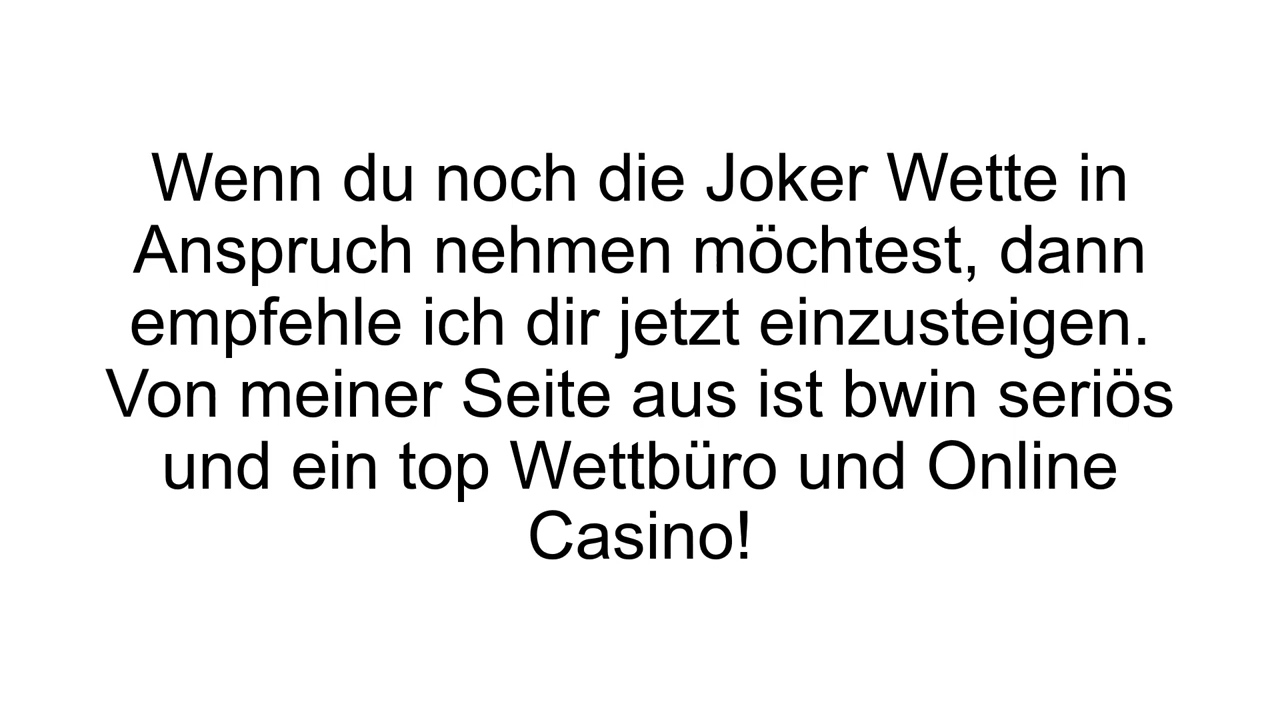 Wenn du noch die Joker Wette in
Anspruch nehmen möchtest, dann
empfehle ich dir jetzt einzusteigen.
Von meiner Seite aus ist bwin seriös
und ein top Wettbüro und Online
Casino!